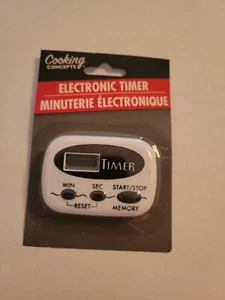 Cooking
CONCEPTS
ELECTRONIC TIMER
MINUTERIE ÉLECTRONIQUE
TIMER
MIN SEC START/STOP
RESET MEMORY